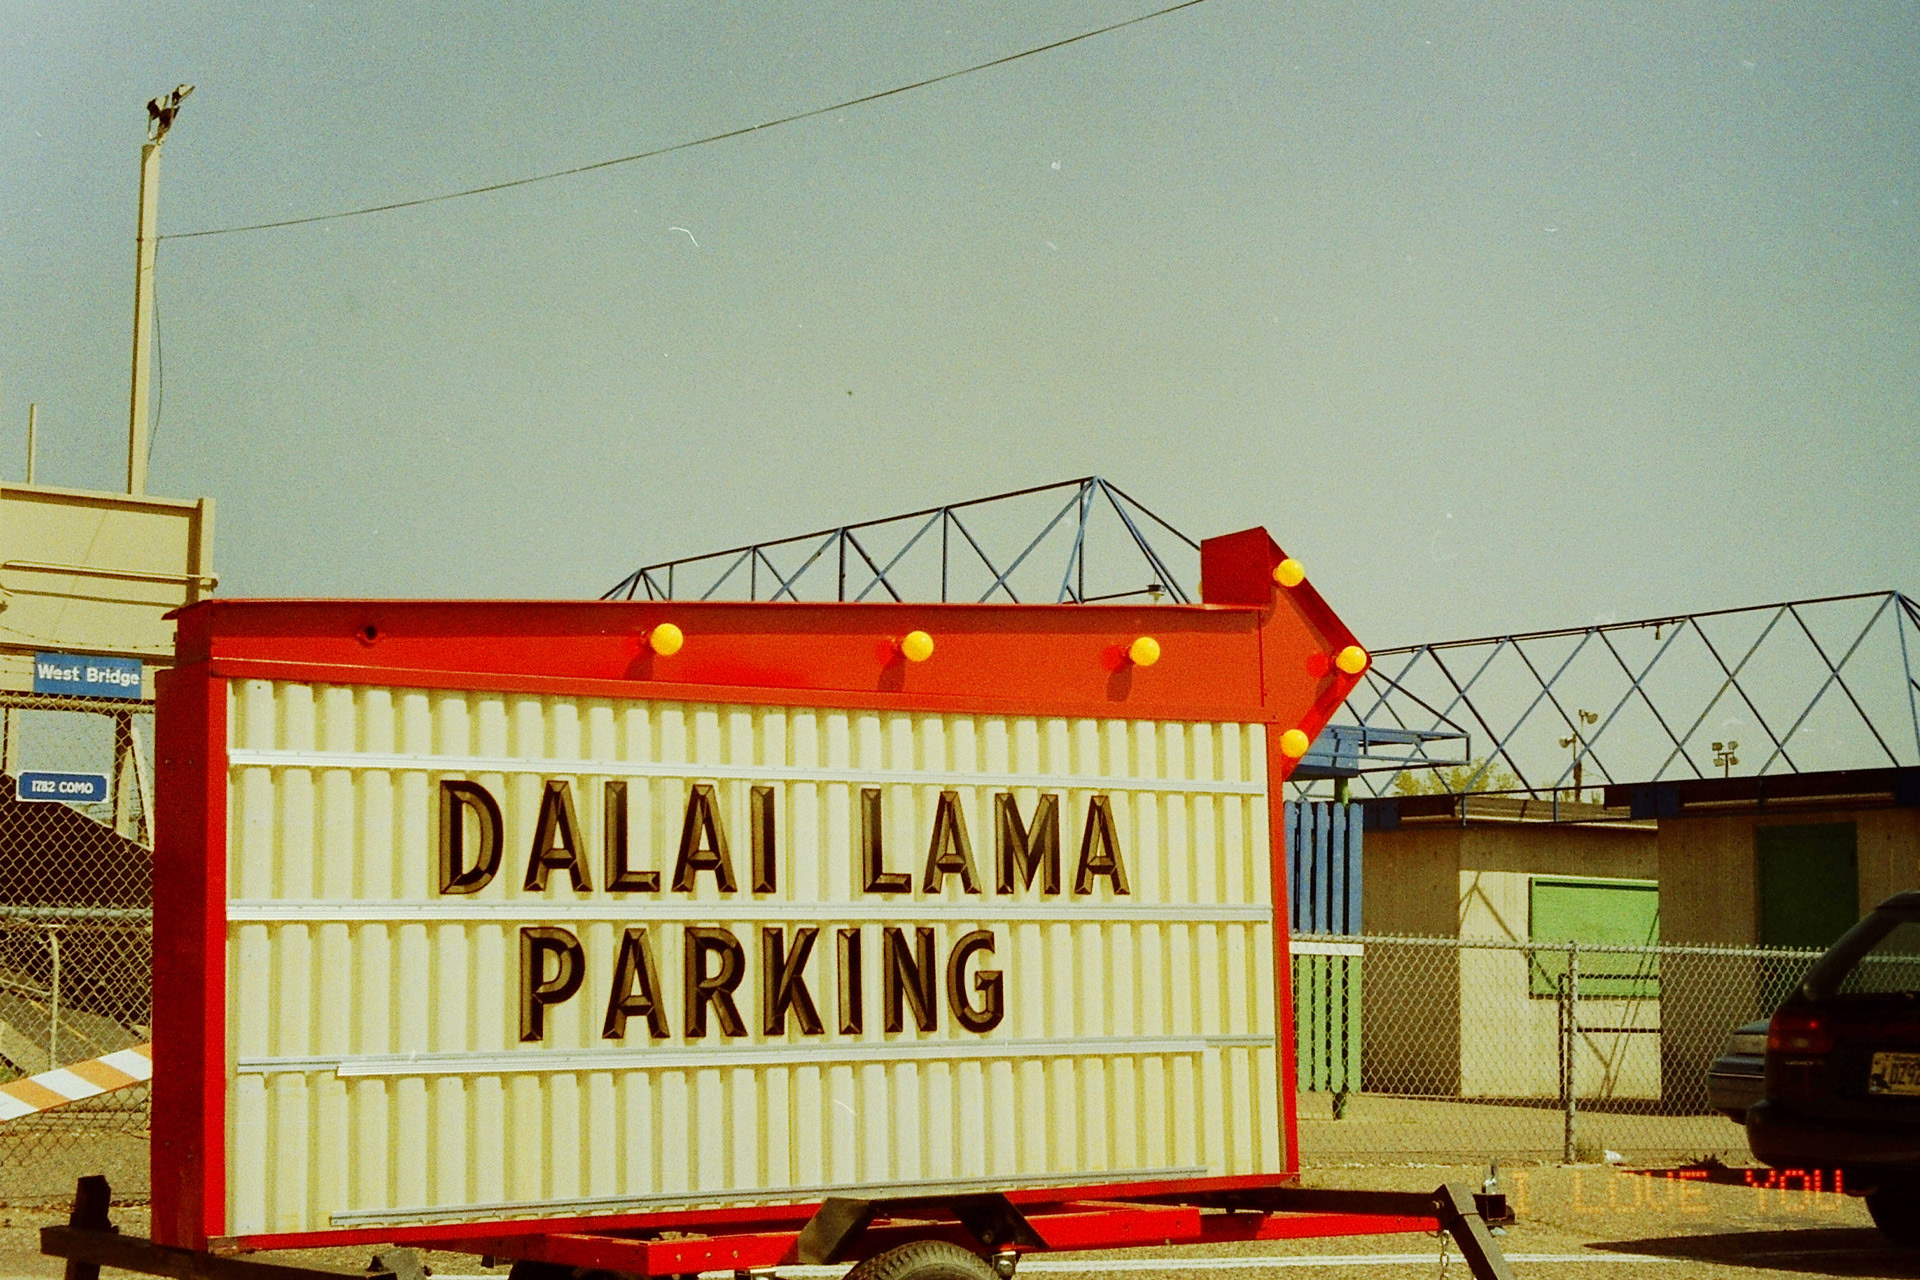 West Bridge
1782 COMO
DALAI LAMA
PARKING
I LOVE YOU